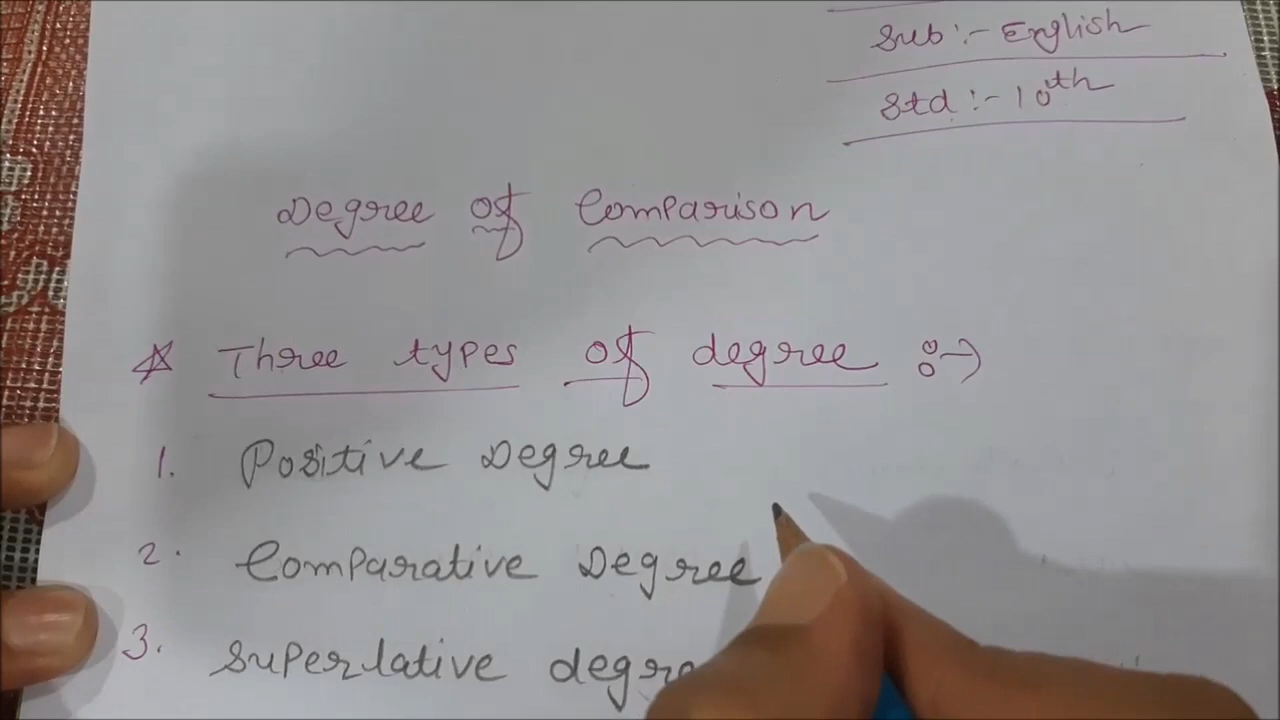 Sub :- English
Std :- 10th
Degree of Comparison
☆ Three types of degree :-)
1. Positive Degree
2. Comparative Degree
3. Superlative degre